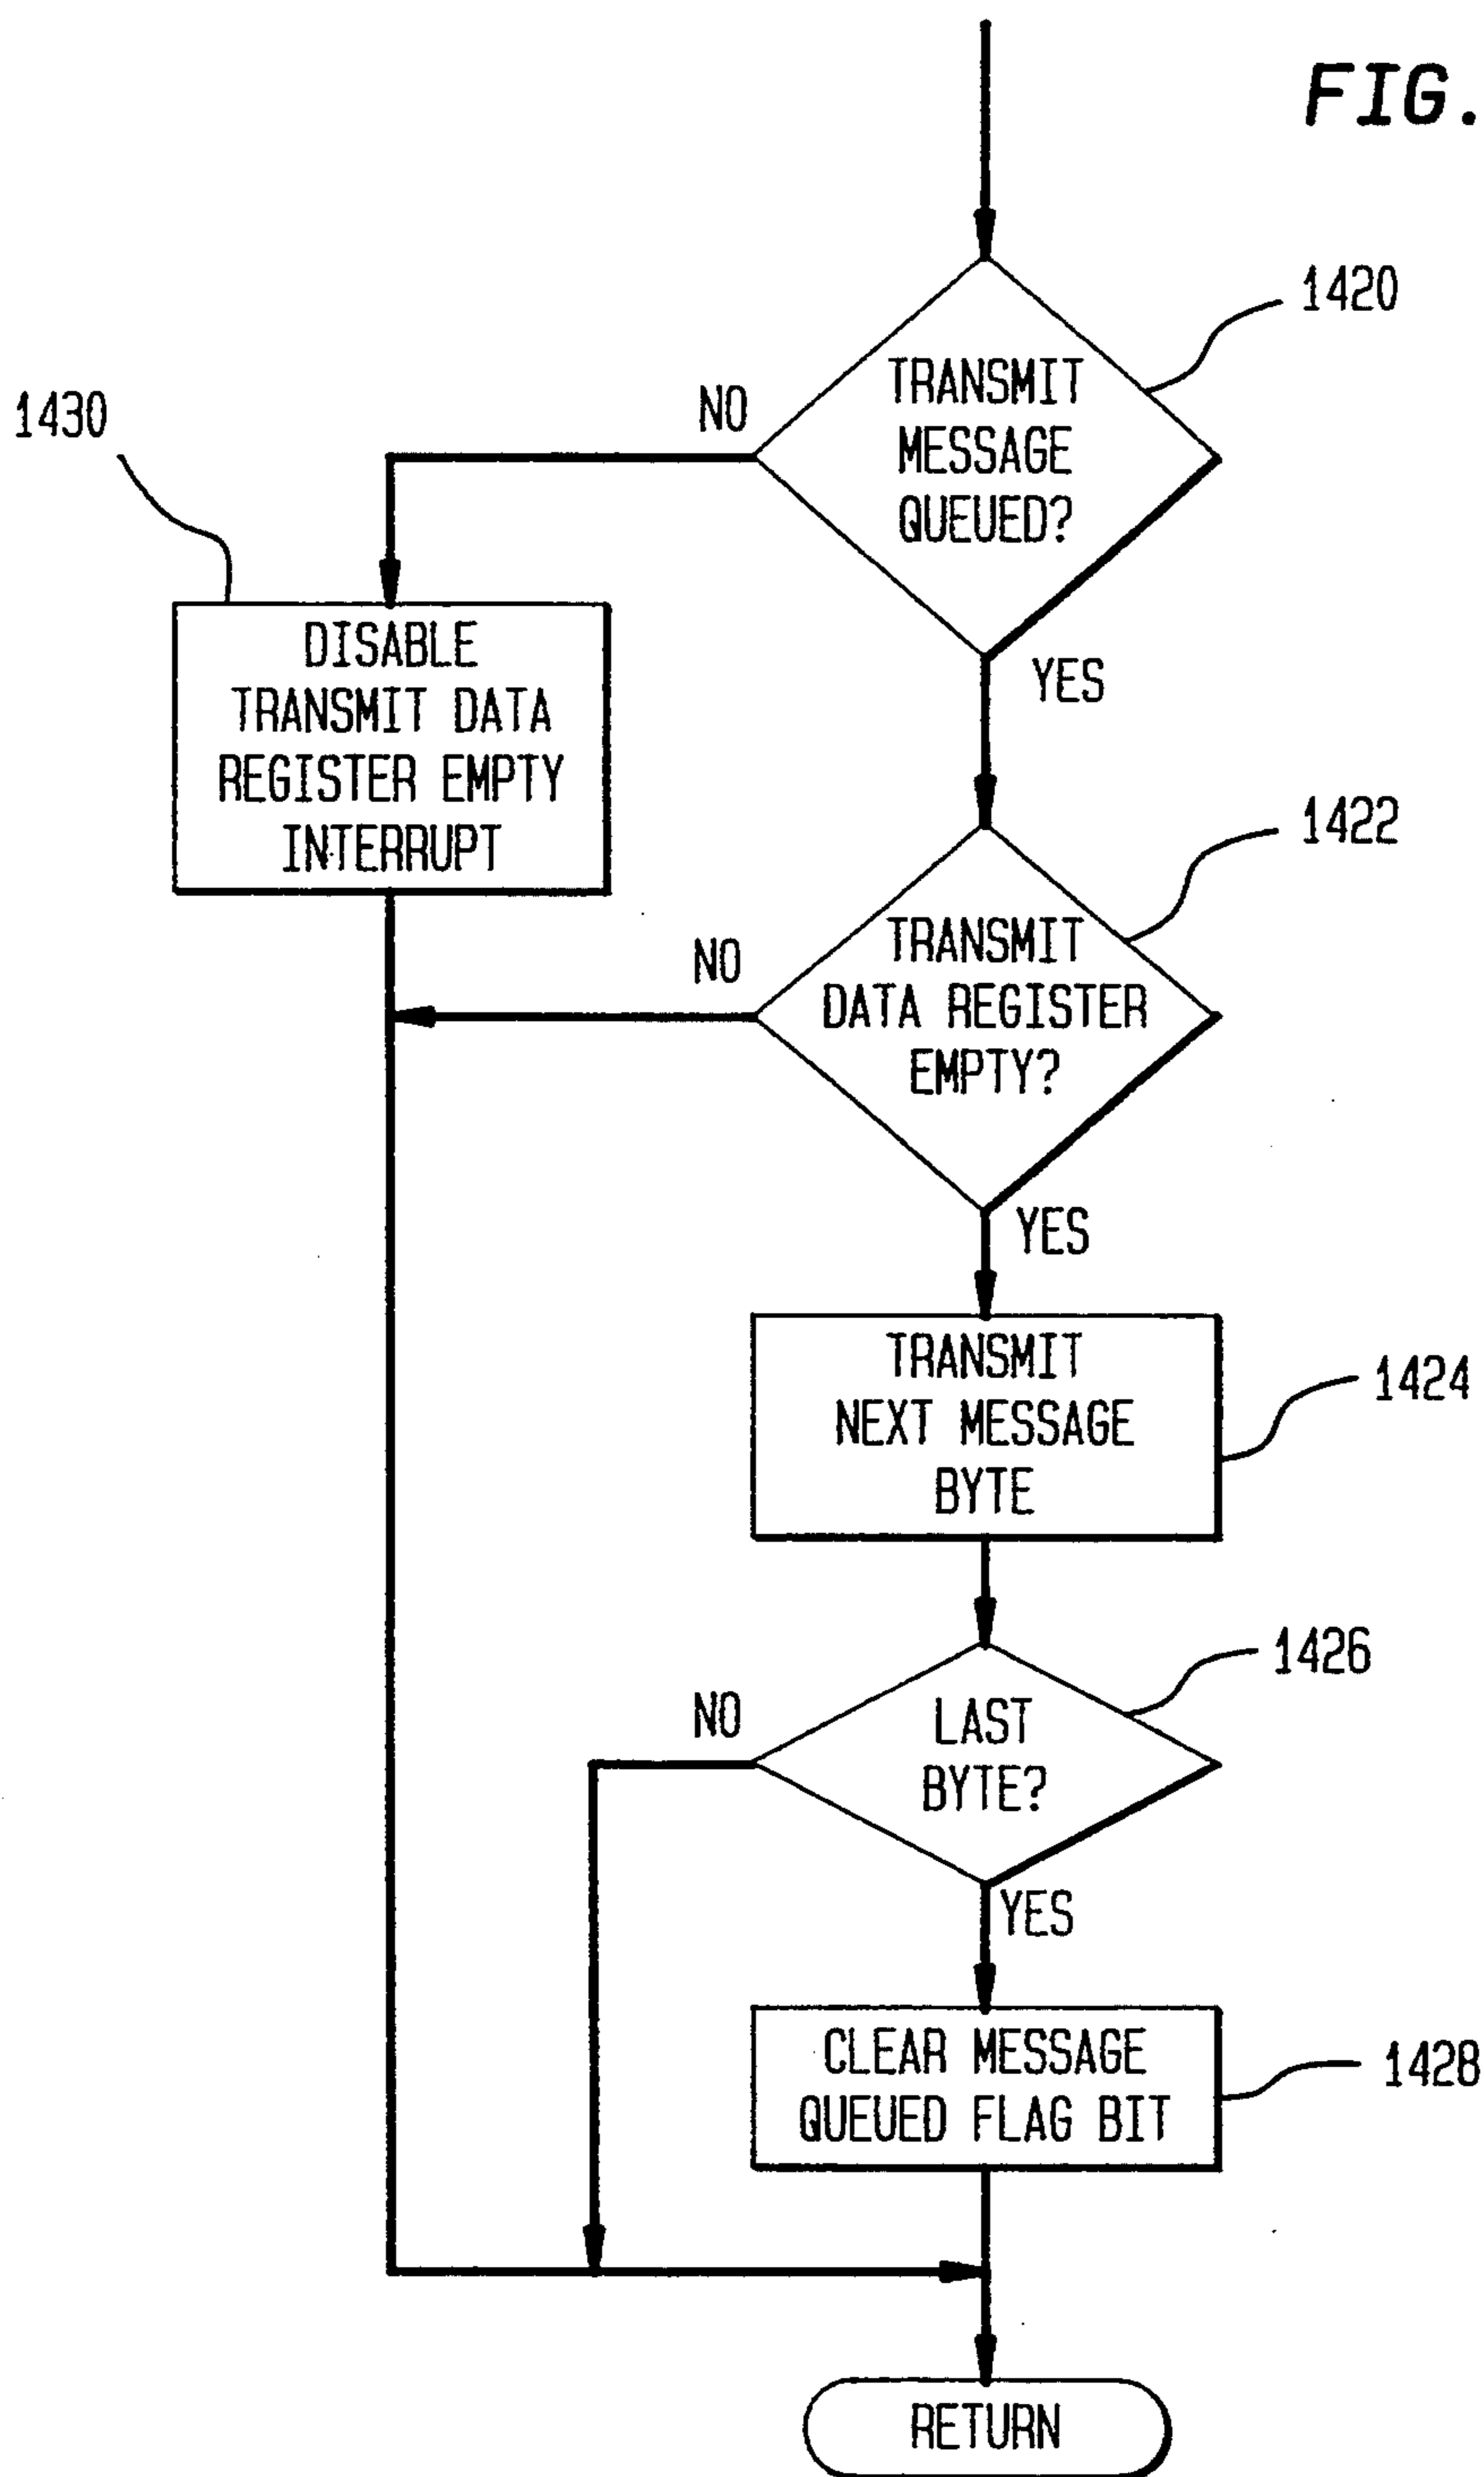 FIG.
1420
TRANSMIT
MESSAGE
QUEUED?
NO
1430
YES
DISABLE
TRANSMIT DATA
REGISTER EMPTY
INTERRUPT
1422
TRANSMIT
DATA REGISTER
EMPTY?
NO
YES
TRANSMIT
NEXT MESSAGE
BYTE
1424
1426
LAST
BYTE?
NO
YES
CLEAR MESSAGE
QUEUED FLAG BIT
1428
RETURN